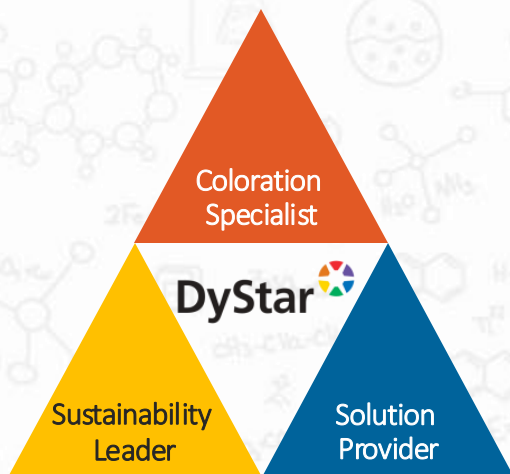 Coloration
Specialist
DyStar
Sustainability
Leader
Solution
Provider